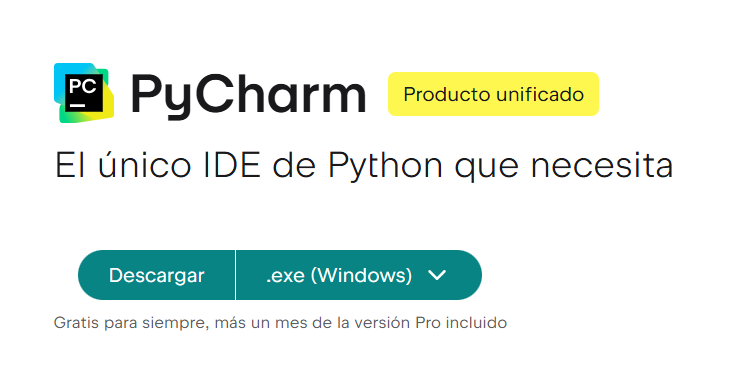 PC
PyCharm
Producto unificado
El único IDE de Python que necesita
Descargar
.exe (Windows)
Gratis para siempre, más un mes de la versión Pro incluido